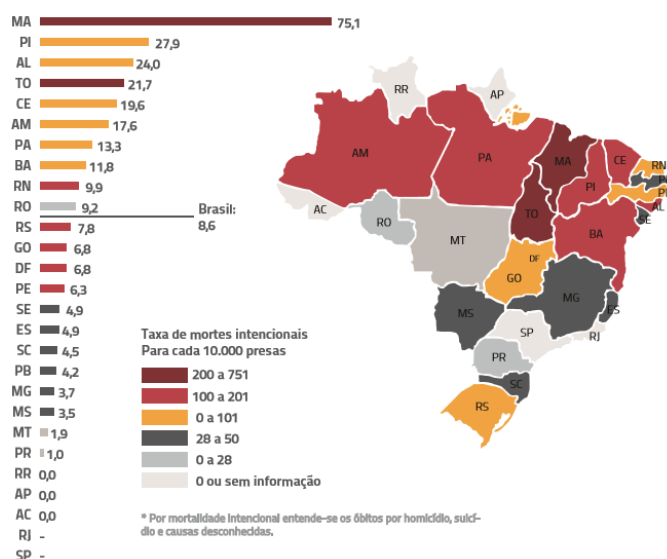 MA 75,1
PI 27,9
AL 24,0
TO 21,7
CE 19,6
AM 17,6
PA 13,3
BA 11,8
RN 9,9
RO 9,2
Brasil:
8,6
RS 7,8
GO 6,8
DF 6,8
PE 6,3
SE 4,9
ES 4,9
SC 4,5
PB 4,2
MG 3,7
MS 3,5
MT 1,9
PR 1,0
RR 0,0
AP 0,0
AC 0,0
RJ -
SP -
RR
AP
AM
PA
MA
CE
RN
PI
AL
SE
AC
RO
TO
BA
MT
DF
GO
MG
ES
MS
SP
RJ
PR
SC
RS
Taxa de mortes intencionais
Para cada 10.000 presas
200 a 751
100 a 201
0 a 101
28 a 50
0 a 28
0 ou sem informação
* Por mortalidade intencional entende-se os óbitos por homicídio, suicí-
dio e causas desconhecidas.